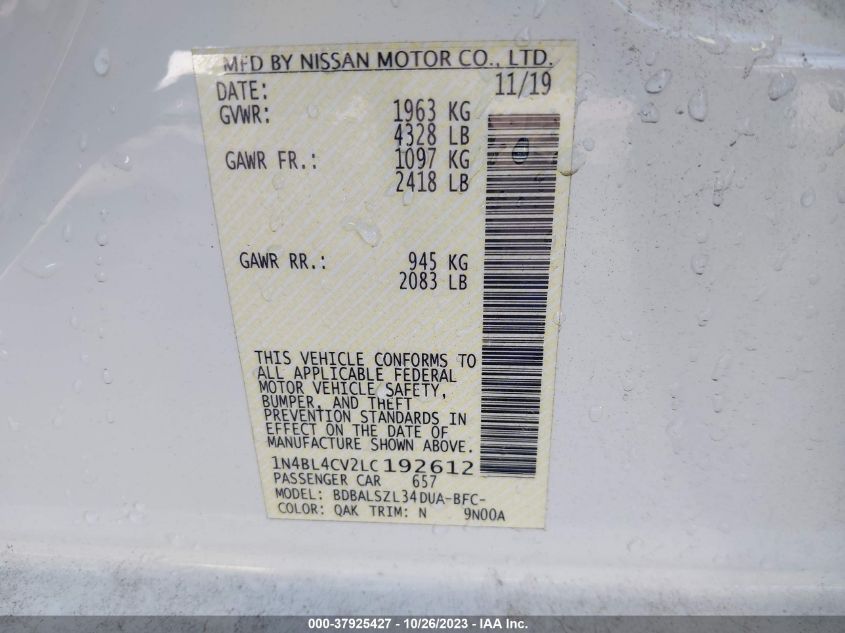 MFD BY NISSAN MOTOR CO., LTD.
DATE: 11/19
GVWR: 1963 KG
4328 LB
GAWR FR.: 1097 KG
2418 LB
GAWR RR.: 945 KG
2083 LB
THIS VEHICLE CONFORMS TO
ALL APPLICABLE FEDERAL
MOTOR VEHICLE SAFETY,
BUMPER, AND THEFT
PREVENTION STANDARDS IN
EFFECT ON THE DATE OF
MANUFACTURE SHOWN ABOVE.
1N4BL4CV2LC192612
PASSENGER CAR 657
MODEL: BDBALSZL34DUA-BFC-
COLOR: QAK TRIM: N 9N00A
000-37925427 - 10/26/2023 - IAA Inc.